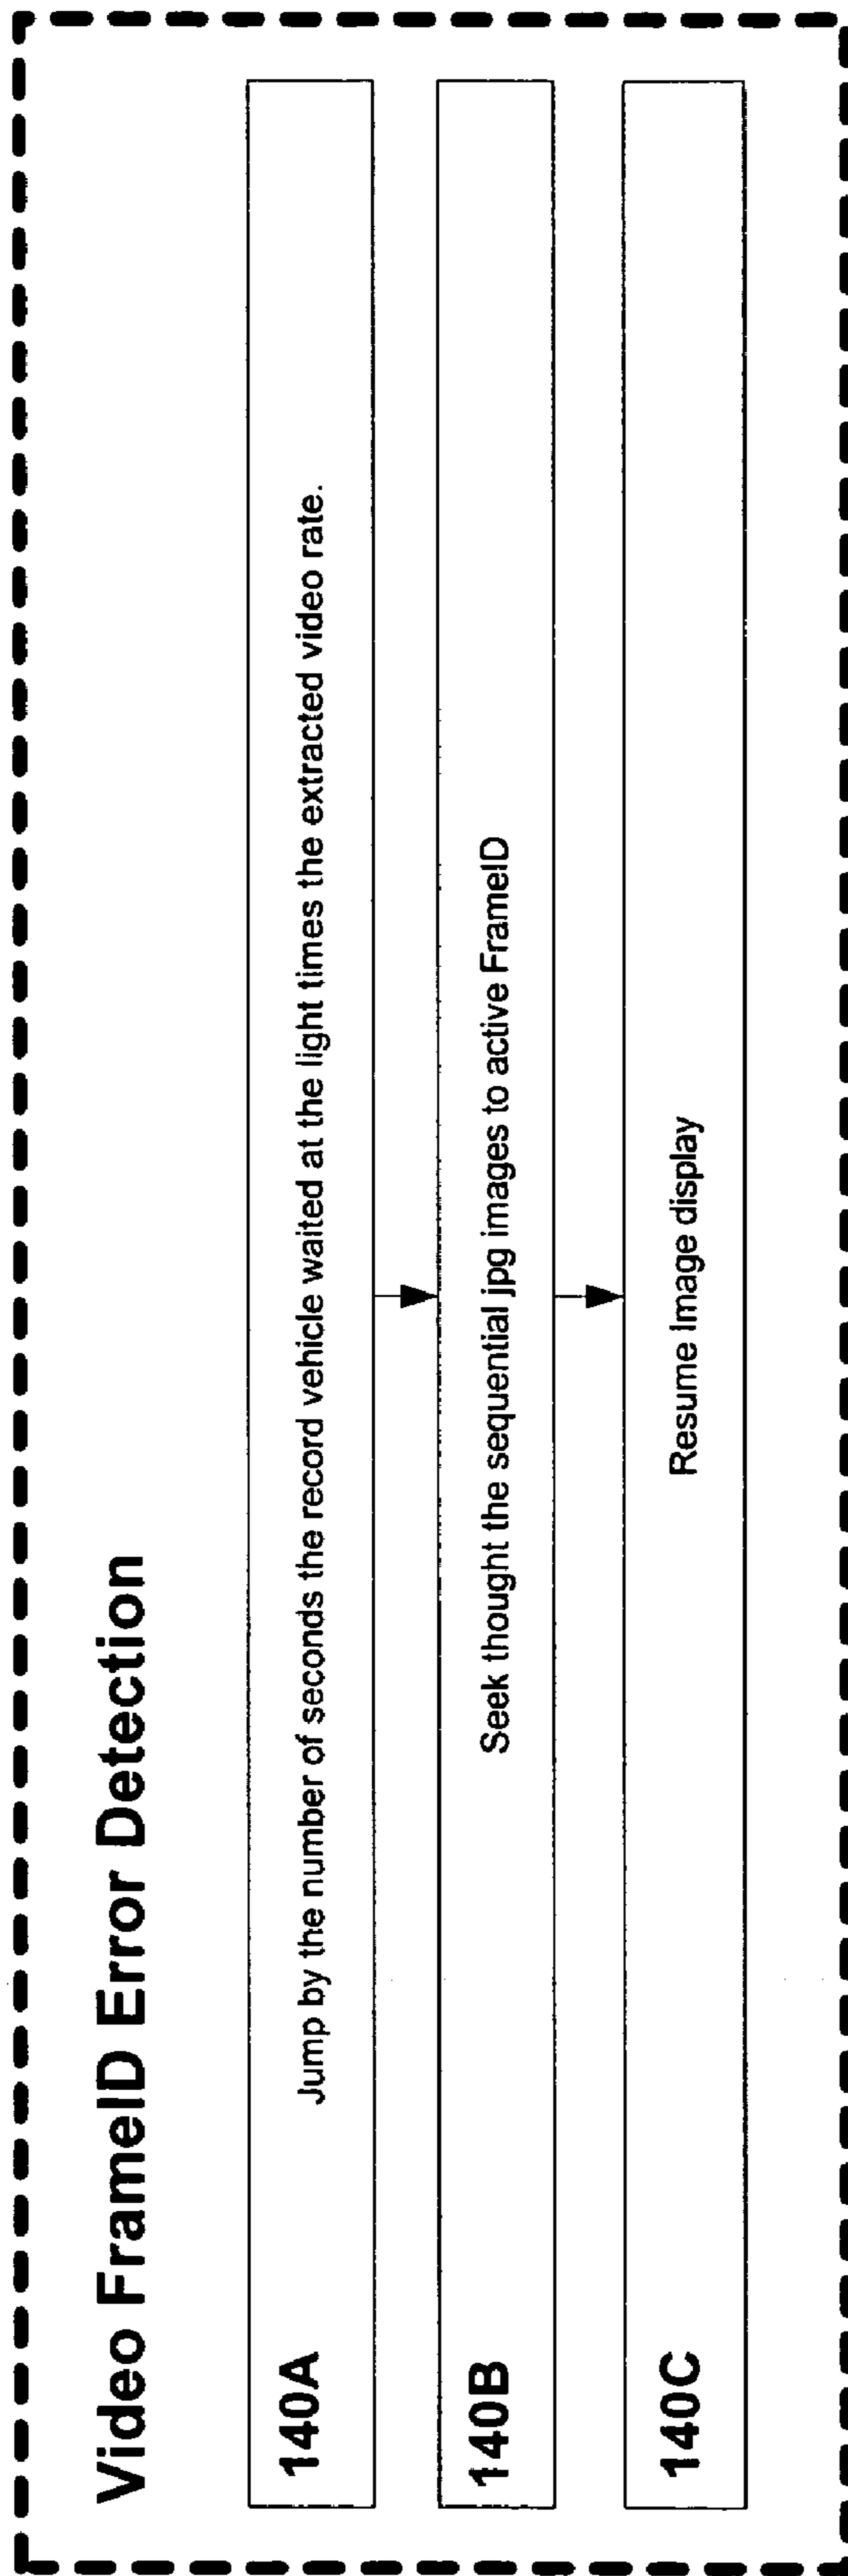 Video FrameID Error Detection
140A
Jump by the number of seconds the record vehicle waited at the light times the extracted video rate.
140B
Seek thought the sequential jpg images to active FrameID
140C
Resume Image display